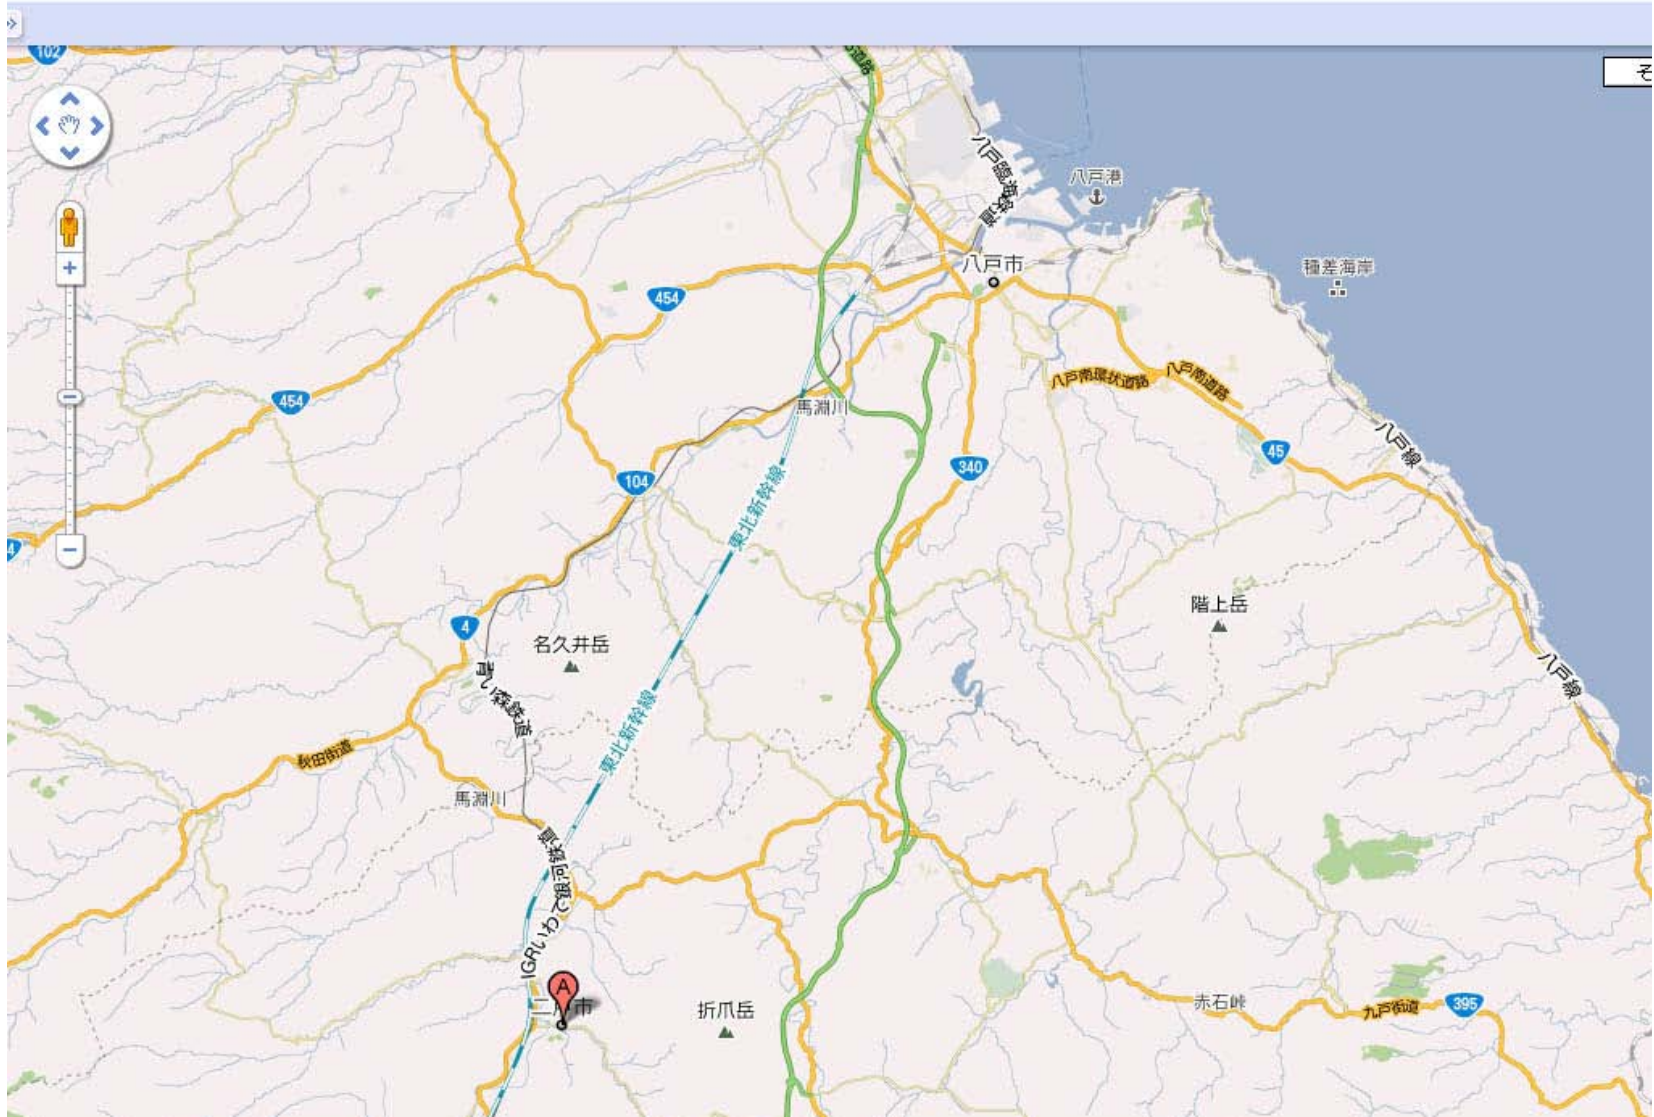 »
102
道路
そ
八戸臨海鉄道
八戸港
八戸市
種差海岸
454
454
八戸南環状道路
八戸南道路
馬淵川
八戸線
45
340
104
東北新幹線
4
階上岳
4
名久井岳
八戸線
青い森鉄道
東北新幹線
秋田街道
馬淵川
IGRいわて銀河鉄道
A
二戸市
折爪岳
赤石峠
九戸街道
395